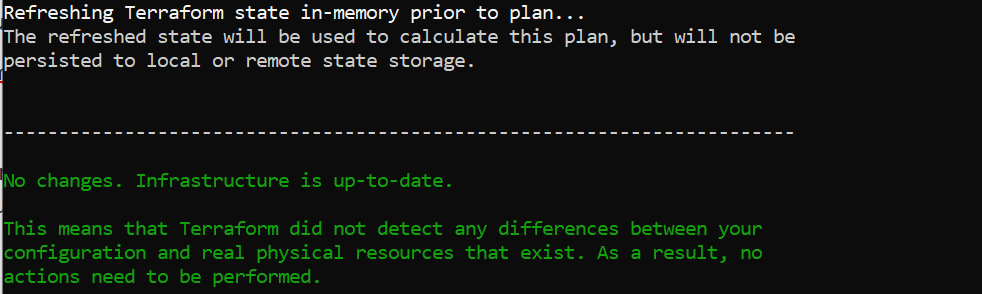 Refreshing Terraform state in-memory prior to plan...
The refreshed state will be used to calculate this plan, but will not be
persisted to local or remote state storage.
------------------------------------------------------------------------
No changes. Infrastructure is up-to-date.
This means that Terraform did not detect any differences between your
configuration and real physical resources that exist. As a result, no
actions need to be performed.